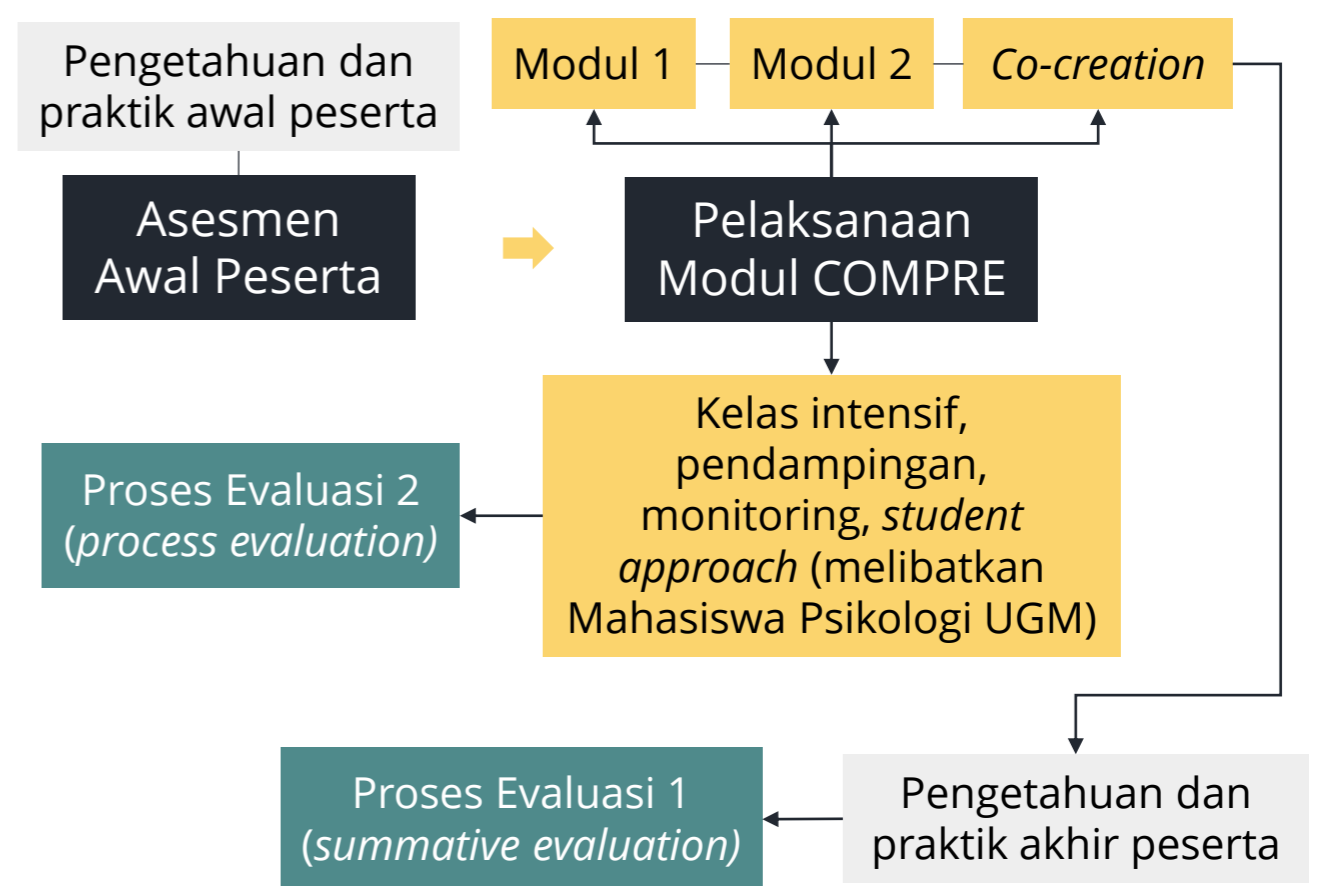 Pengetahuan dan
praktik awal peserta
Asesmen
Awal Peserta
Modul 1
Modul 2
Co-creation
Pelaksanaan
Modul COMPRE
Kelas intensif,
pendampingan,
monitoring, student
approach (melibatkan
Mahasiswa Psikologi UGM)
Proses Evaluasi 2
(process evaluation)
Proses Evaluasi 1
(summative evaluation)
Pengetahuan dan
praktik akhir peserta